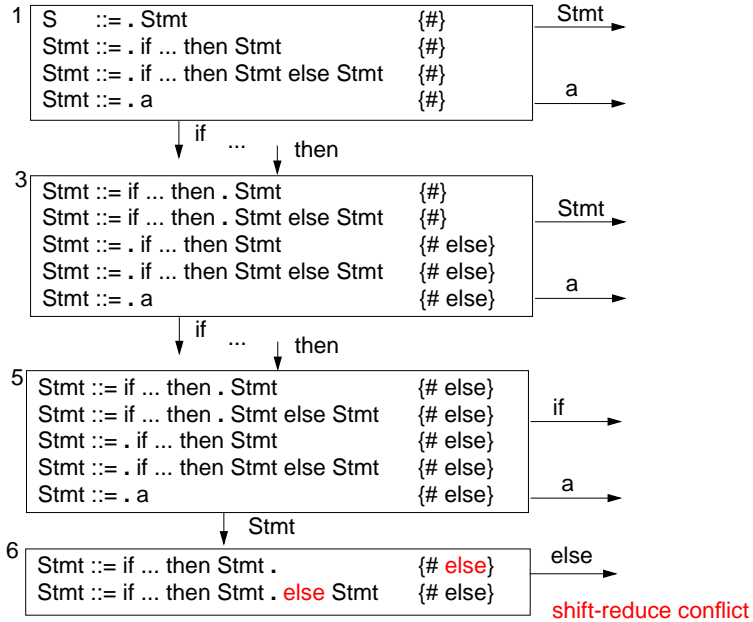 1
S ::= . Stmt {#}
Stmt
Stmt ::= . if ... then Stmt {#}
Stmt ::= . if ... then Stmt else Stmt {#}
Stmt ::= . a {#}
a
if ... then
3
Stmt ::= if ... then . Stmt {#}
Stmt ::= if ... then . Stmt else Stmt {#}
Stmt
Stmt ::= . if ... then Stmt {# else}
Stmt ::= . if ... then Stmt else Stmt {# else}
Stmt ::= . a {# else}
a
if ... then
5
Stmt ::= if ... then . Stmt {# else}
Stmt ::= if ... then . Stmt else Stmt {# else}
if
Stmt ::= . if ... then Stmt {# else}
Stmt ::= . if ... then Stmt else Stmt {# else}
Stmt ::= . a {# else}
a
Stmt
6
Stmt ::= if ... then Stmt . {# else}
else
Stmt ::= if ... then Stmt . else Stmt {# else}
shift-reduce conflict